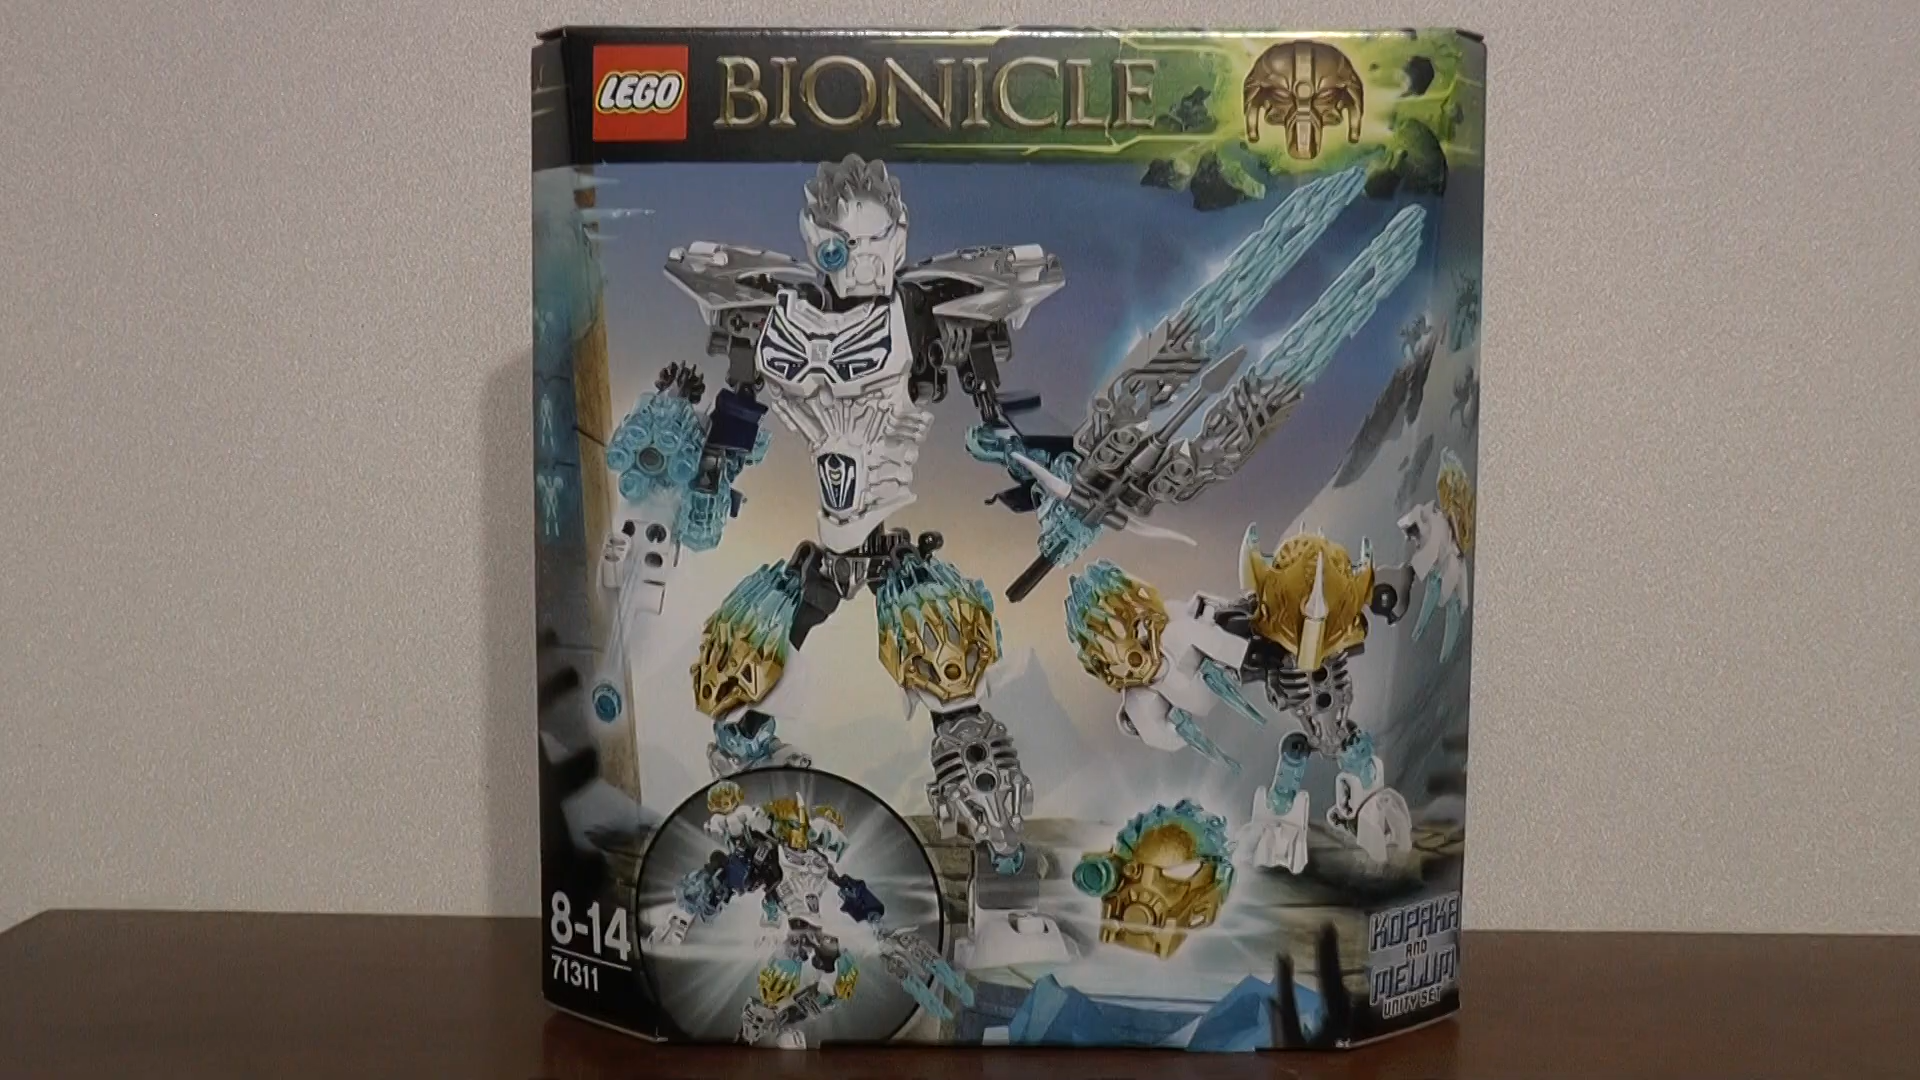 LEGO
BIONICLE
8-14
71311
KOPAKA
AND
MELUM
UNITY SET